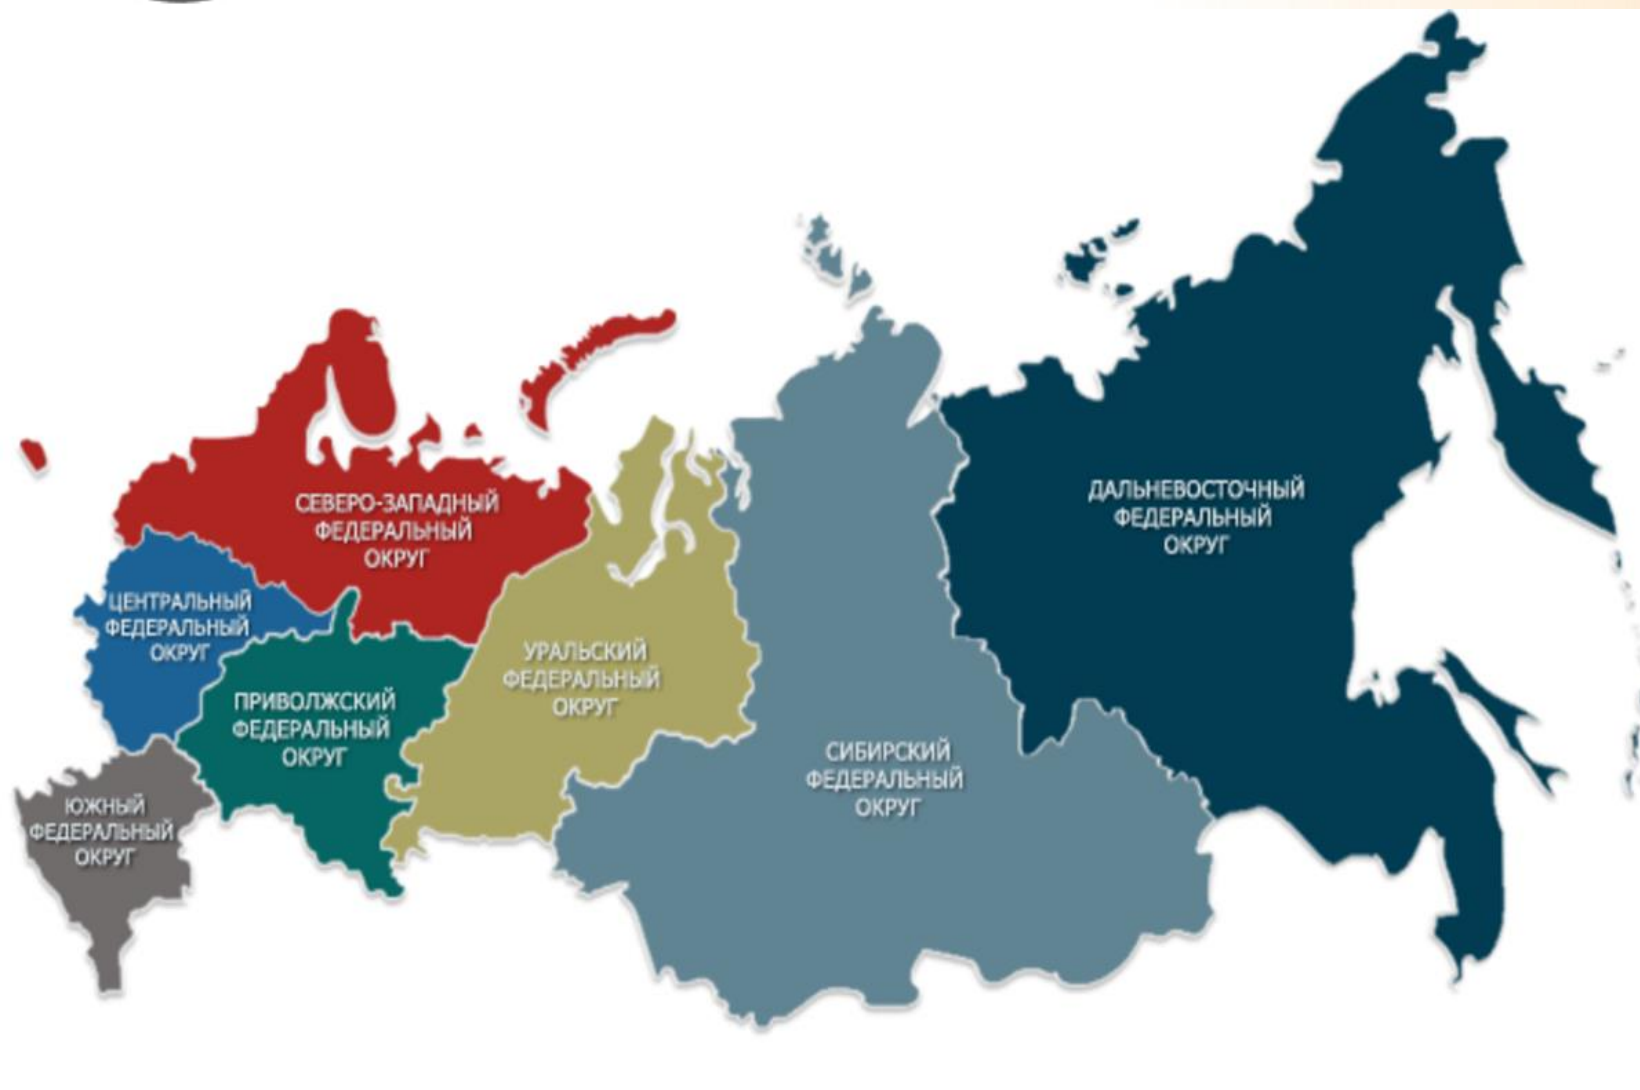 СЕВЕРО-ЗАПАДНЫЙ
ФЕДЕРАЛЬНЫЙ
ОКРУГ
ДАЛЬНЕВОСТОЧНЫЙ
ФЕДЕРАЛЬНЫЙ
ОКРУГ
ЦЕНТРАЛЬНЫЙ
ФЕДЕРАЛЬНЫЙ
ОКРУГ
УРАЛЬСКИЙ
ФЕДЕРАЛЬНЫЙ
ОКРУГ
ПРИВОЛЖСКИЙ
ФЕДЕРАЛЬНЫЙ
ОКРУГ
СИБИРСКИЙ
ФЕДЕРАЛЬНЫЙ
ОКРУГ
ЮЖНЫЙ
ФЕДЕРАЛЬНЫЙ
ОКРУГ